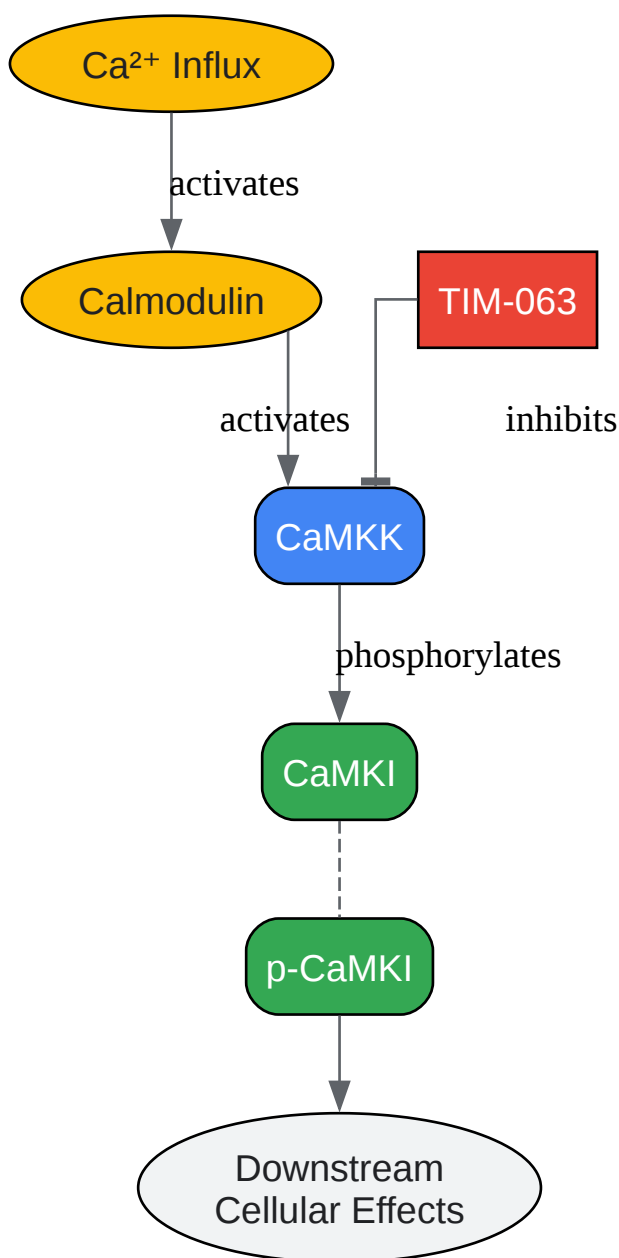 Ca²⁺ Influx
activates
Calmodulin
TIM-063
activates
inhibits
CaMKK
phosphorylates
CaMKI
p-CaMKI
Downstream
Cellular Effects